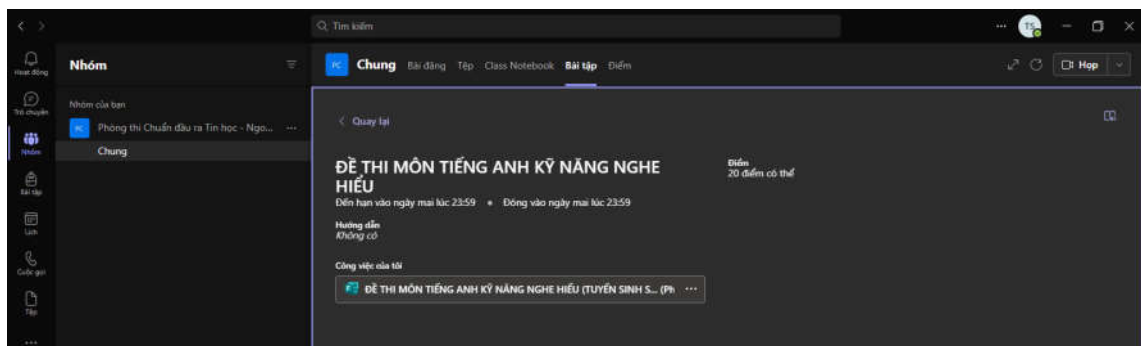 Tìm kiếm
TS
Hoạt động
Nhóm
PC
Chung
Bài đăng
Tệp
Class Notebook
Bài tập
Điểm
Họp
Trò chuyện
Nhóm của bạn
PC
Phòng thi Chuẩn đầu ra Tin học - Ngo...
Chung
Nhóm
Bài tập
Lịch
Cuộc gọi
Tệp
Quay lại
ĐỀ THI MÔN TIẾNG ANH KỸ NĂNG NGHE
HIỂU
Đến hạn vào ngày mai lúc 23:59 • Đóng vào ngày mai lúc 23:59
Điểm
20 điểm có thể
Hướng dẫn
Không có
Công việc của tôi
ĐỀ THI MÔN TIẾNG ANH KỸ NĂNG NGHE HIỂU (TUYỂN SINH S... (Ph